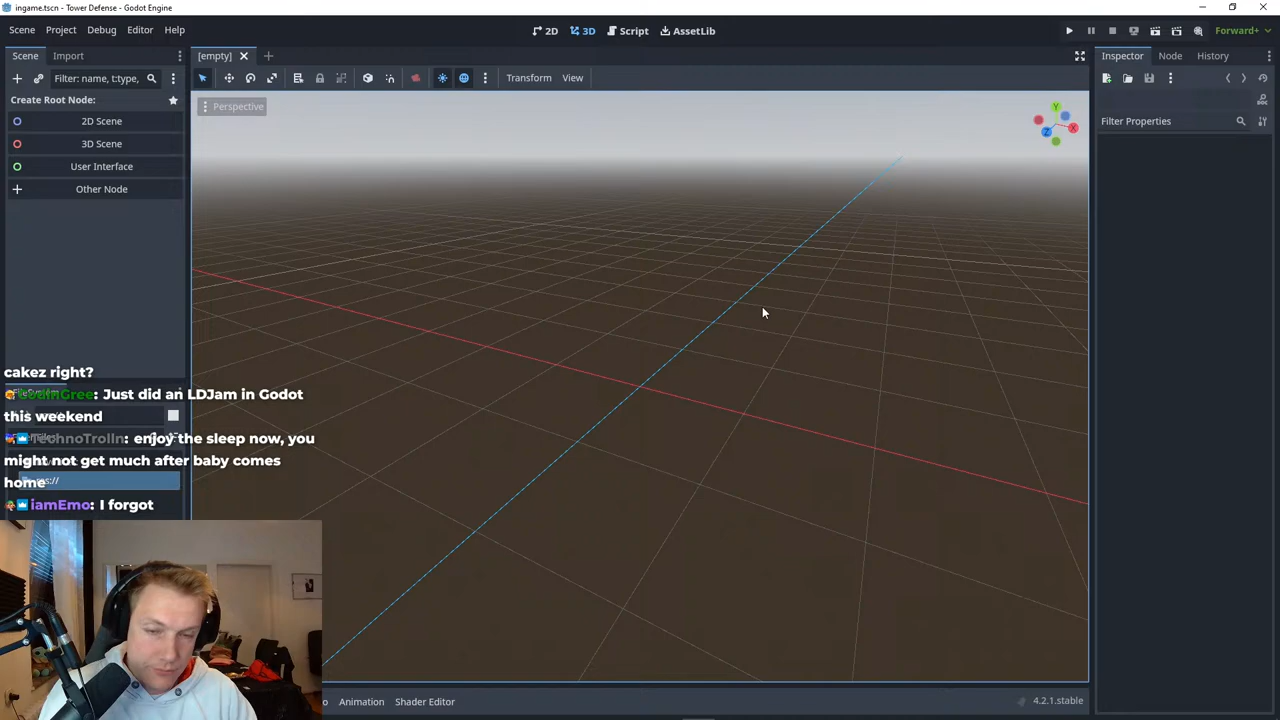 ingame.tscn - Tower Defense - Godot Engine
Scene Project Debug Editor Help
2D 3D Script AssetLib
Forward+
Scene Import
[empty]
Inspector Node History
Filter: name, t:type,
Transform View
Create Root Node:
Perspective
Y
X
Z
2D Scene
Filter Properties
3D Scene
User Interface
Other Node
cakez right?
CodinGree: Just did an LDJam in Godot
this weekend
TechnoTrolln: enjoy the sleep now, you
might not get much after baby comes
home
res://
iamEmo: I forgot
Animation Shader Editor
4.2.1.stable